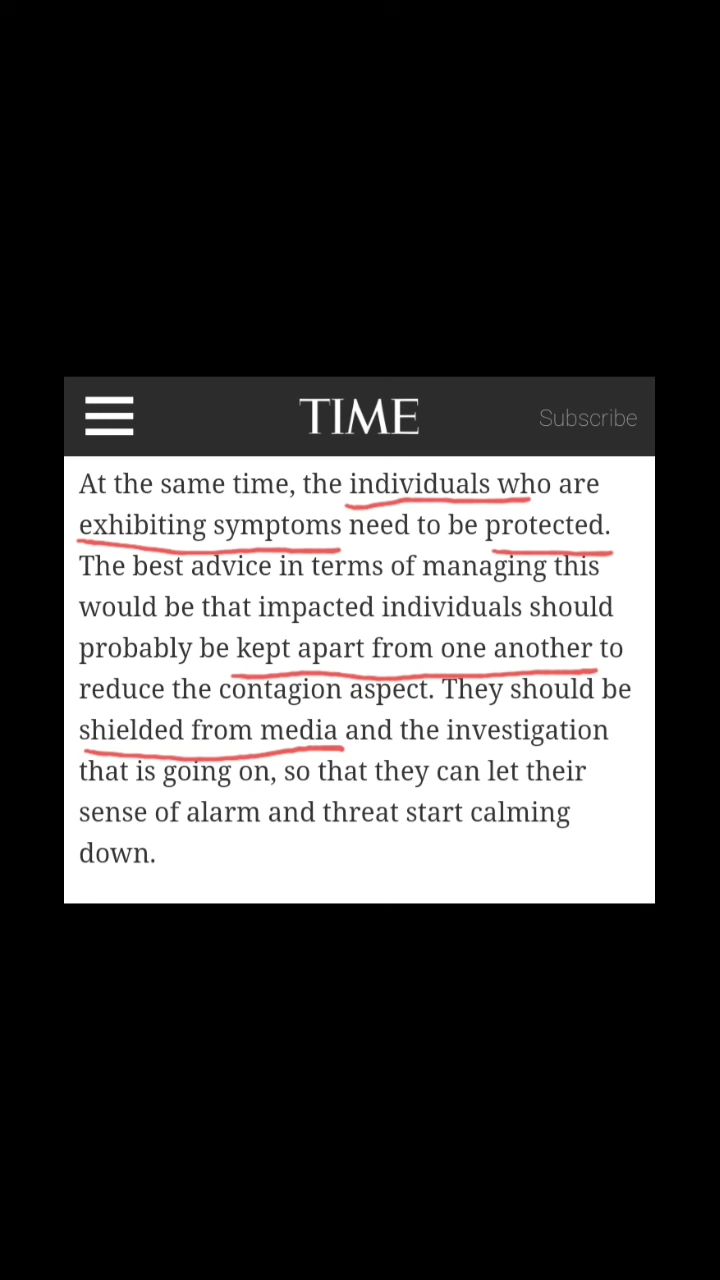 TIME
Subscribe
At the same time, the individuals who are
exhibiting symptoms need to be protected.
The best advice in terms of managing this
would be that impacted individuals should
probably be kept apart from one another to
reduce the contagion aspect. They should be
shielded from media and the investigation
that is going on, so that they can let their
sense of alarm and threat start calming
down.